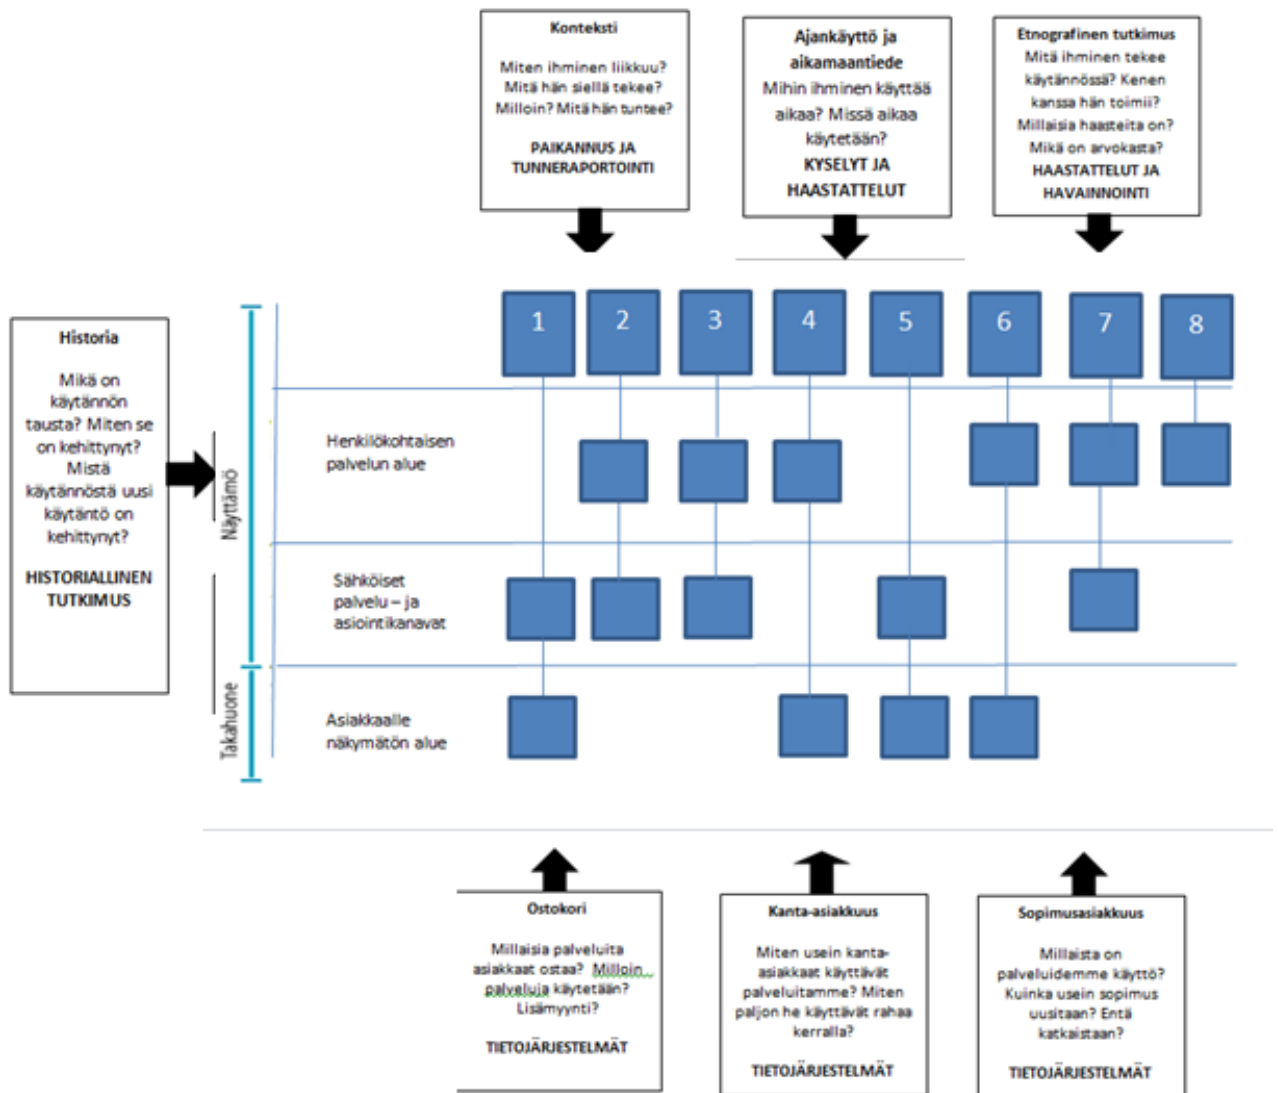 Konteksti
Miten ihminen liikkuu?
Mitä hän siellä tekee?
Milloin? Mitä hän tuntee?
PAIKANNUS JA
TUNNERAPORTOINTI
Ajankäyttö ja
aikamaantiede
Mihin ihminen käyttää
aikaa? Missä aikaa
käytetään?
KYSELYT JA
HAASTATTELUT
Etnografinen tutkimus
Mitä ihminen tekee
käytännössä? Kenen
kanssa hän toimii?
Millaisia haasteita on?
Mikä on arvokasta?
HAASTATTELUT JA
HAVAINNOINTI
1
2
3
4
5
6
7
8
Historia
Mikä on
käytännön
tausta? Miten se
on kehittynyt?
Mistä
käytännöstä uusi
käytäntö on
kehittynyt?
HISTORIALLINEN
TUTKIMUS
Näyttämö
Henkilökohtaisen
palvelun alue
Sähköiset
palvelu – ja
asiointikanavat
Takahuone
Asiakkaalle
näkymätön alue
Ostokori
Millaisia palveluita
asiakkaat ostaa? Milloin
palveluja käytetään?
Lisämyynti?
TIETOJÄRJESTELMÄT
Kanta-asiakkuus
Miten usein kanta-
asiakkaat käyttävät
palveluitamme? Miten
paljon he käyttävät rahaa
kerralla?
TIETOJÄRJESTELMÄT
Sopimusasiakkuus
Millaista on
palveluidemme käyttö?
Kuinka usein sopimus
uusitaan? Entä
katkaistaan?
TIETOJÄRJESTELMÄT